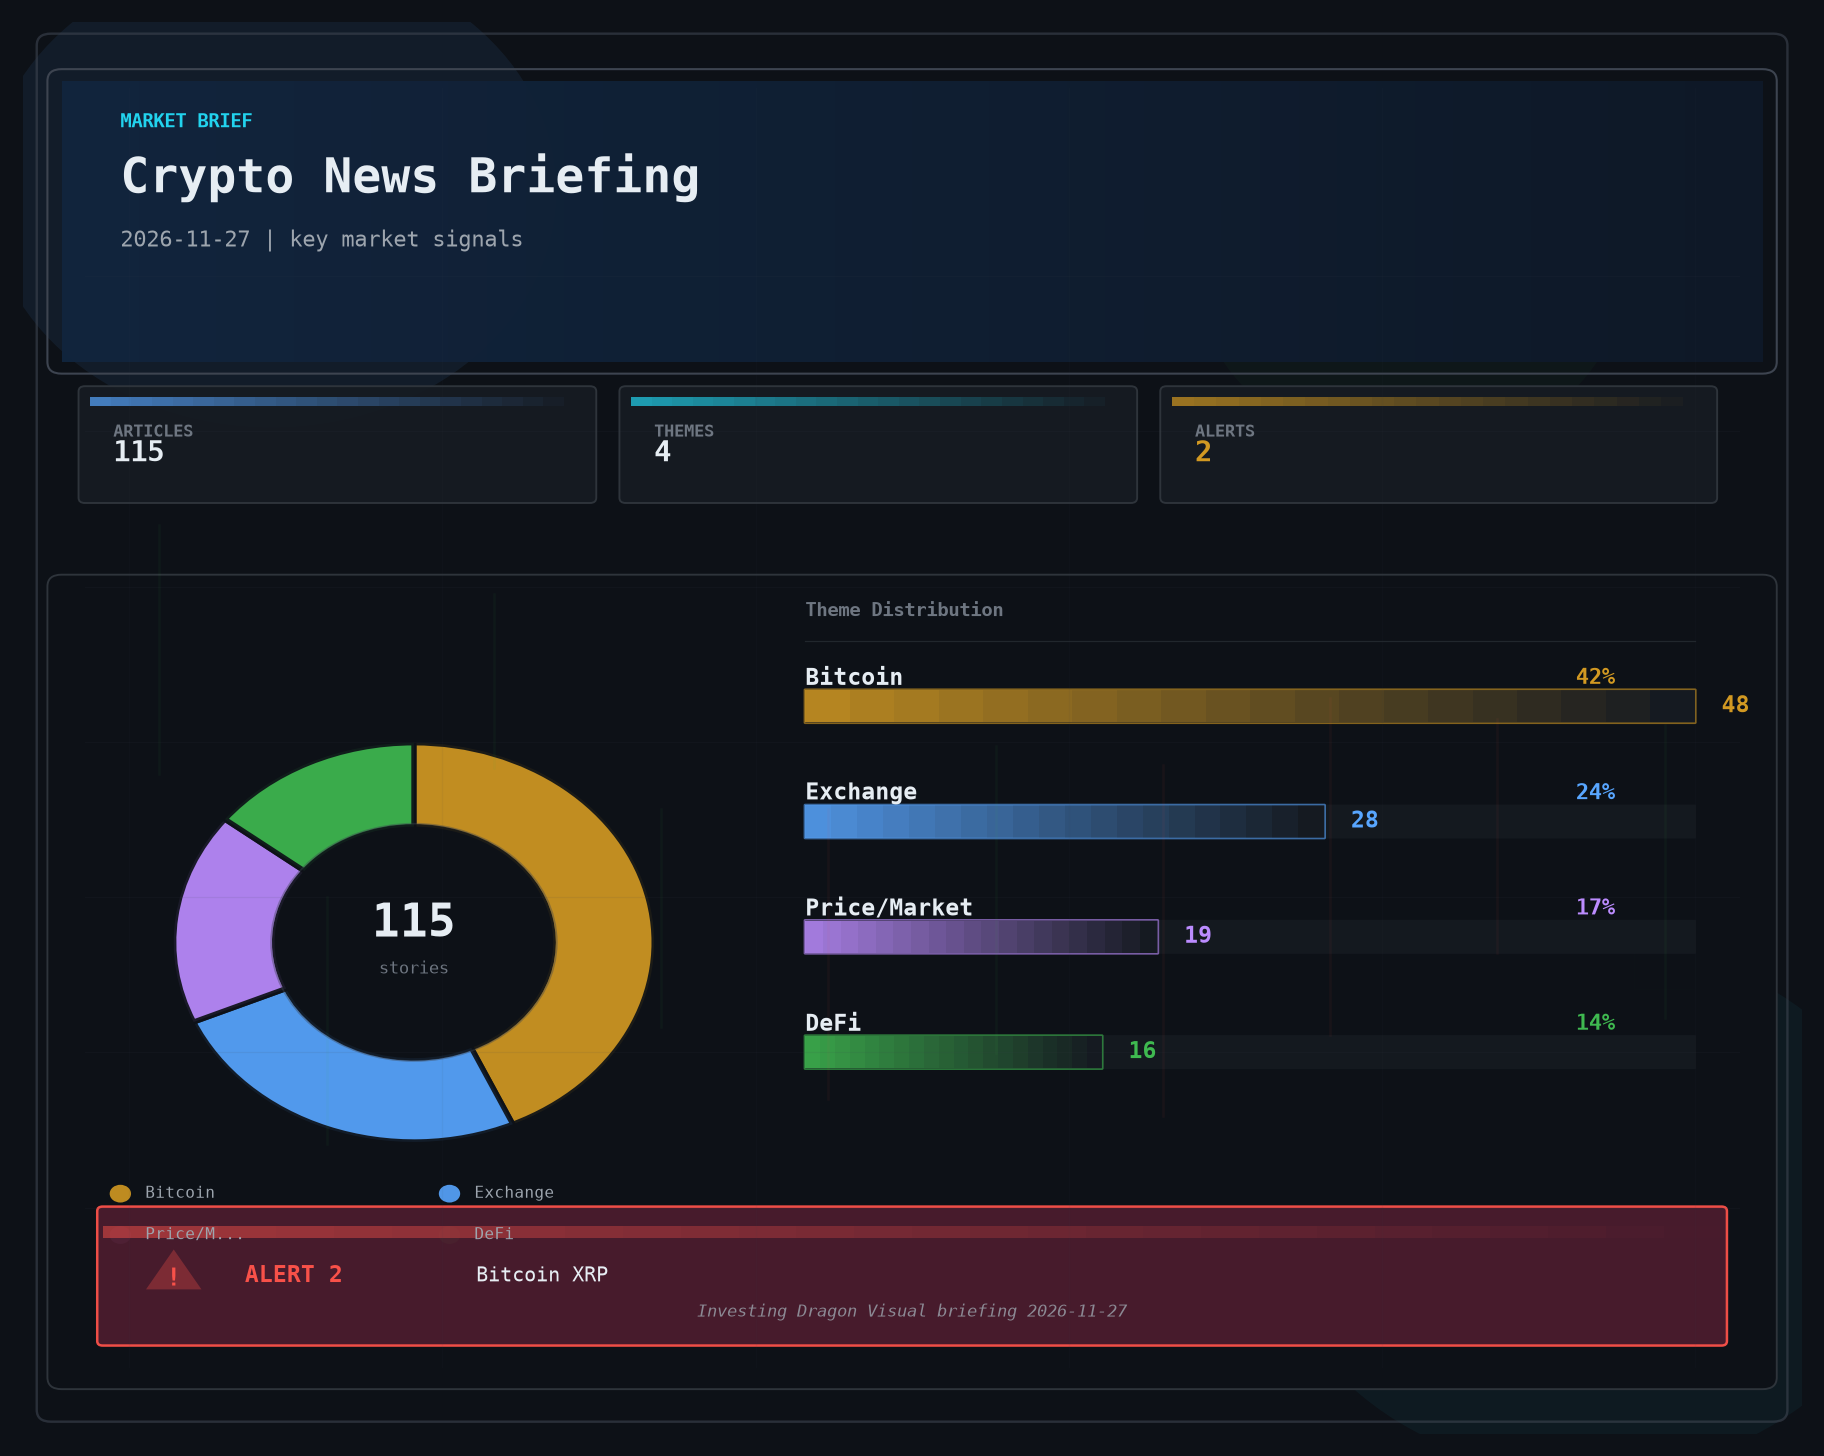 MARKET BRIEF
Crypto News Briefing
2026-11-27 | key market signals
ARTICLES
115
THEMES
4
ALERTS
2
Theme Distribution
Bitcoin
42%
48
Exchange
24%
28
Price/Market
17%
19
DeFi
14%
16
115
stories
Bitcoin
Exchange
Price/M...
DeFi
!
ALERT 2
Bitcoin XRP
Investing Dragon Visual briefing 2026-11-27